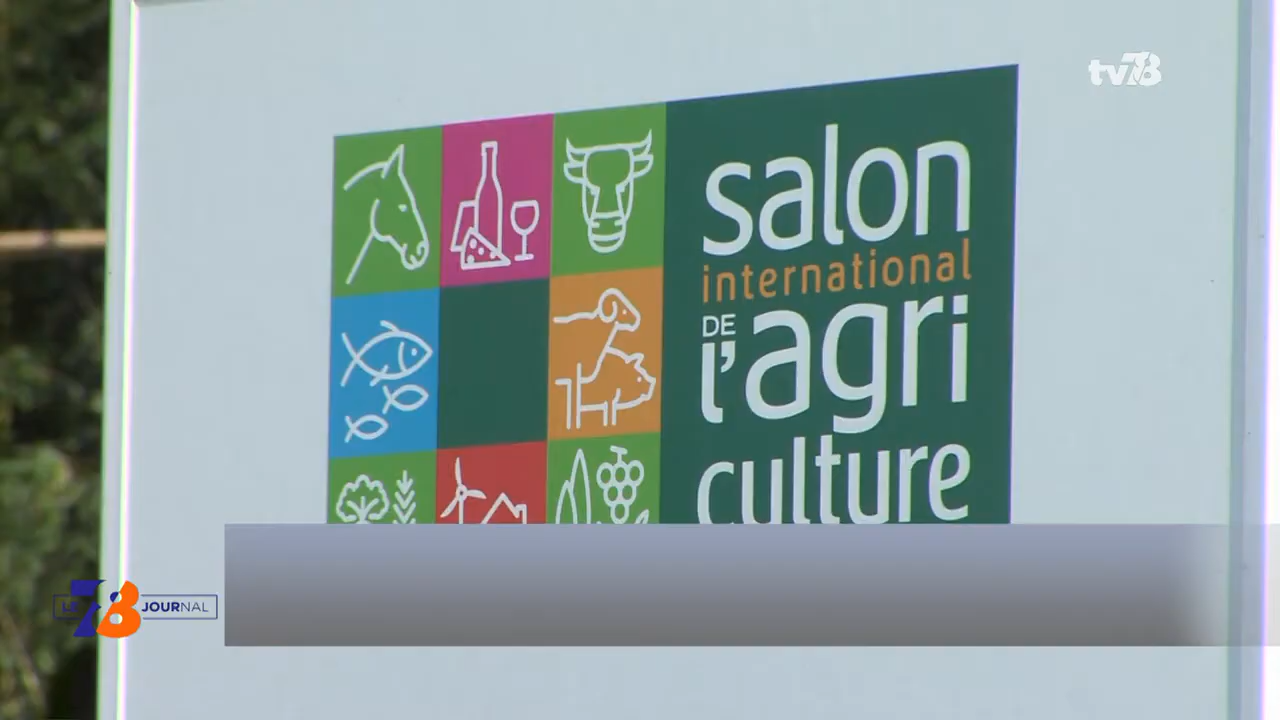 tv78
salon
international
DE
l'agri
culture
LE 78 JOURNAL